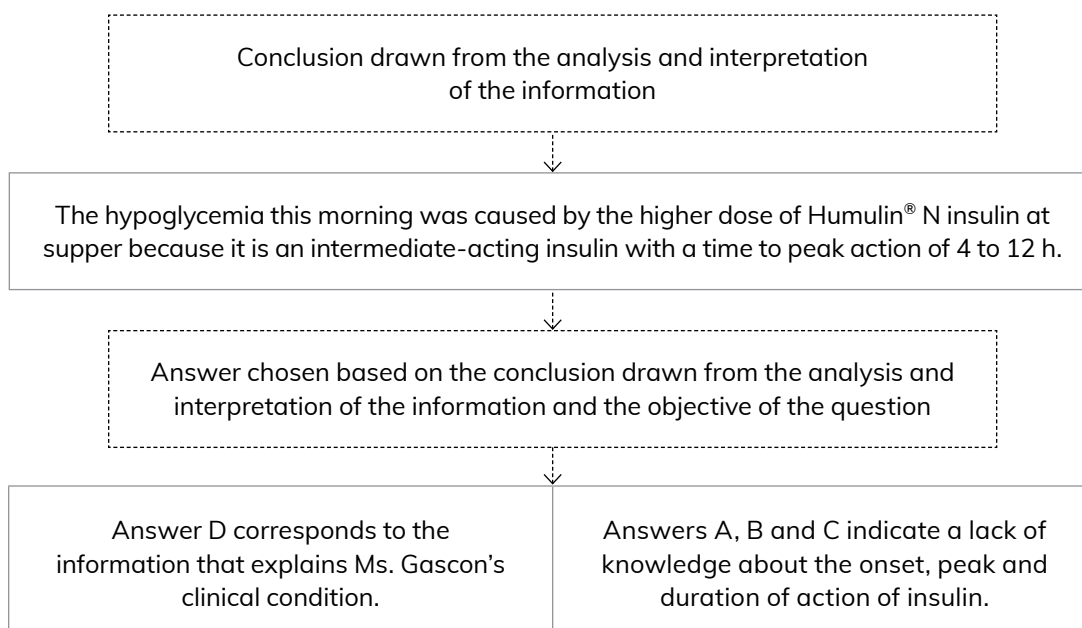 Conclusion drawn from the analysis and interpretation
of the information
The hypoglycemia this morning was caused by the higher dose of Humulin® N insulin at
supper because it is an intermediate-acting insulin with a time to peak action of 4 to 12 h.
Answer chosen based on the conclusion drawn from the analysis and
interpretation of the information and the objective of the question
Answer D corresponds to the
information that explains Ms. Gascon’s
clinical condition.
Answers A, B and C indicate a lack of
knowledge about the onset, peak and
duration of action of insulin.